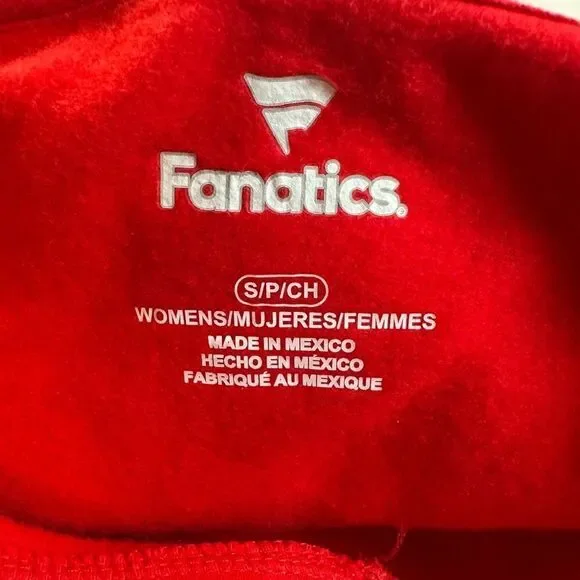 Fanatics.
S/P/CH
WOMENS/MUJERES/FEMMES
MADE IN MEXICO
HECHO EN MÉXICO
FABRIQUÉ AU MEXIQUE